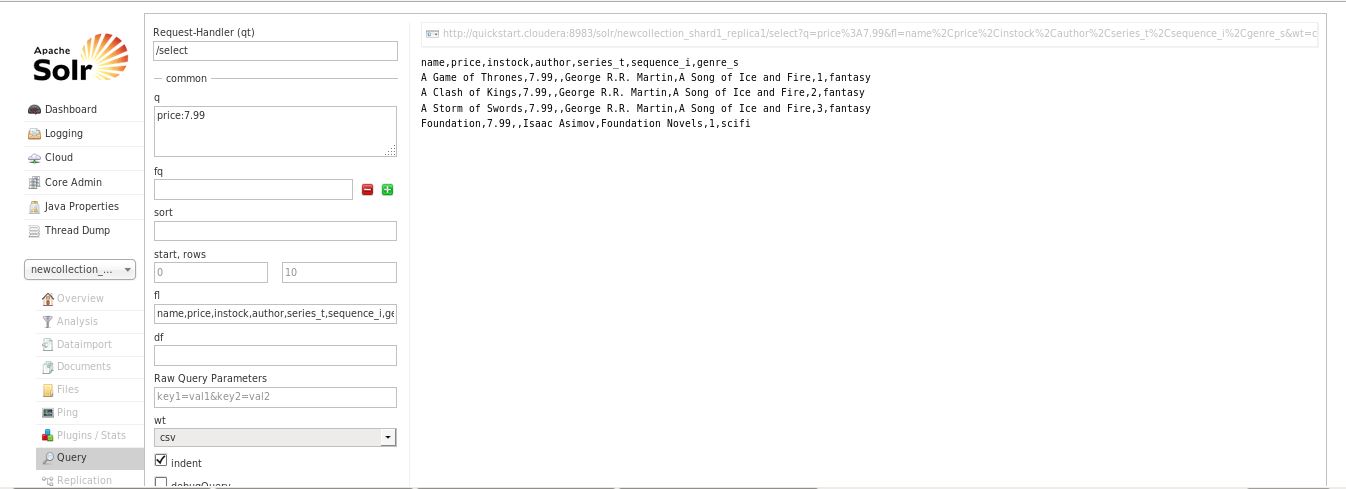 Apache
Solr
Dashboard
Logging
Cloud
Core Admin
Java Properties
Thread Dump
newcollection_...
Overview
Analysis
Dataimport
Documents
Files
Ping
Plugins / Stats
Query
Replication
Request-Handler (qt)
/select
common
q
price:7.99
fq
sort
start, rows
0 10
fl
name,price,instock,author,series_t,sequence_i,ge
df
Raw Query Parameters
key1=val1&key2=val2
wt
csv
indent
debugQuery
http://quickstart.cloudera:8983/solr/newcollection_shard1_replica1/select?q=price%3A7.99&fl=name%2Cprice%2Cinstock%2Cauthor%2Cseries_t%2Csequence_i%2Cgenre_s&wt=c
name,price,instock,author,series_t,sequence_i,genre_s
A Game of Thrones,7.99,,George R.R. Martin,A Song of Ice and Fire,1,fantasy
A Clash of Kings,7.99,,George R.R. Martin,A Song of Ice and Fire,2,fantasy
A Storm of Swords,7.99,,George R.R. Martin,A Song of Ice and Fire,3,fantasy
Foundation,7.99,,Isaac Asimov,Foundation Novels,1,scifi